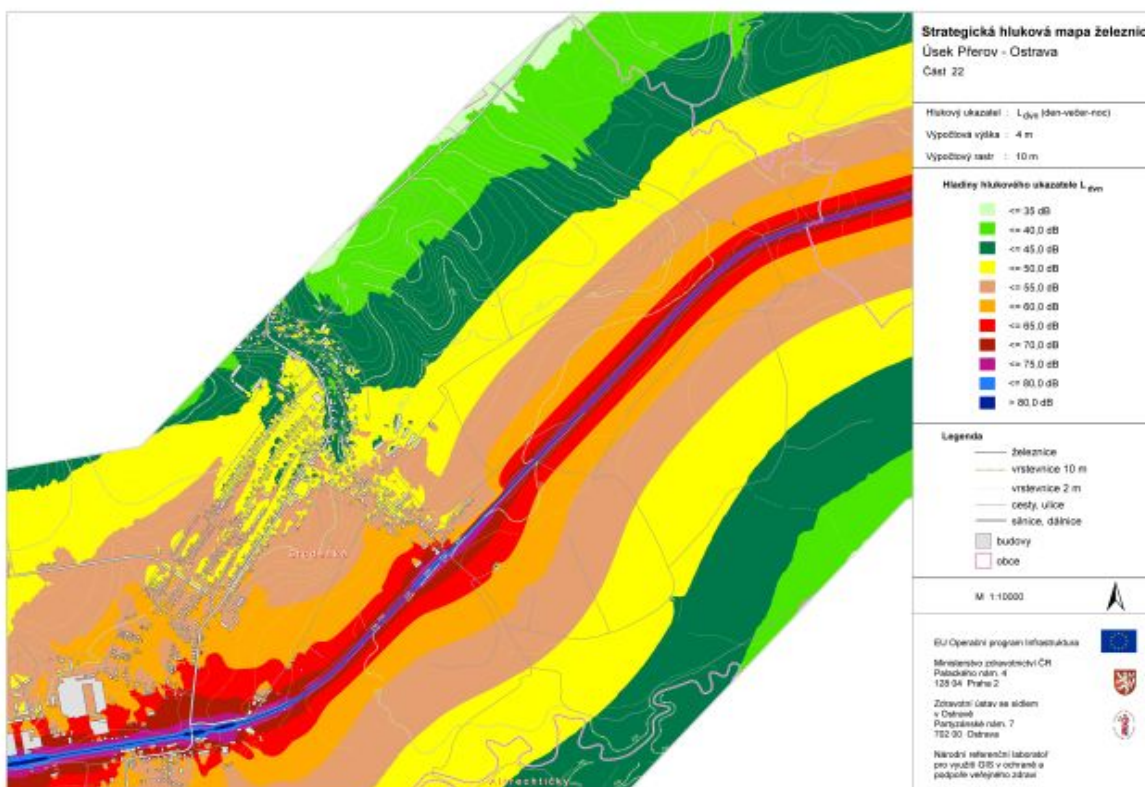 Strategická hluková mapa železnic
Úsek Přerov - Ostrava
Část 22
Hlukový ukazatel : Ldvn (den-večer-noc)
Výpočtová výška : 4 m
Výpočtový rastr : 10 m
Hladiny hlukového ukazatele Ldvn
<= 35 dB
<= 40,0 dB
<= 45,0 dB
<= 50,0 dB
<= 55,0 dB
<= 60,0 dB
<= 65,0 dB
<= 70,0 dB
<= 75,0 dB
<= 80,0 dB
> 80,0 dB
Legenda
železnice
vrstevnice 10 m
vrstevnice 2 m
cesty, ulice
silnice, dálnice
budovy
obce
M 1:10000
EU Operační program Infrastruktura
Ministerstvo zdravotnictví ČR
Palackého nám. 4
128 04 Praha 2
Zdravotní ústav se sídlem
v Ostravě
Partyzánské nám. 7
702 00 Ostrava
Národní referenční laboratoř
pro využití GIS v ochraně a
podpoře veřejného zdraví
Studénka
Albrechtičky